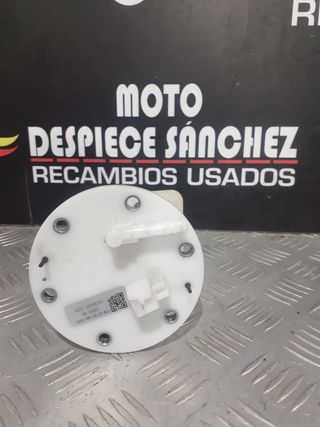 MOTO
DESPIECE SÁNCHEZ
RECAMBIOS USADOS